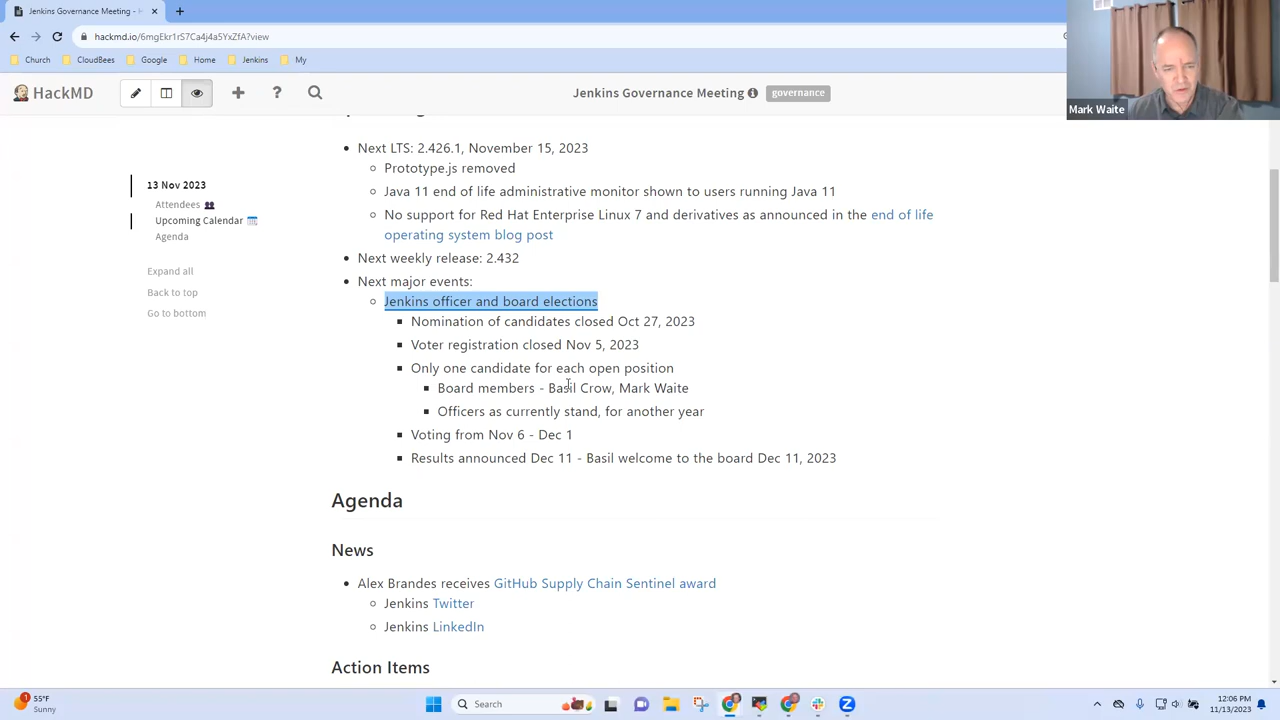 Jenkins Governance Meeting -
hackmd.io/6mgEkr1rS7Ca4j4a5YxZfA?view
Church
CloudBees
Google
Home
Jenkins
My
HackMD
Jenkins Governance Meeting
governance
Mark Waite
13 Nov 2023
Attendees
Upcoming Calendar
Agenda
Expand all
Back to top
Go to bottom
Next LTS: 2.426.1, November 15, 2023
Prototype.js removed
Java 11 end of life administrative monitor shown to users running Java 11
No support for Red Hat Enterprise Linux 7 and derivatives as announced in the end of life
operating system blog post
Next weekly release: 2.432
Next major events:
Jenkins officer and board elections
Nomination of candidates closed Oct 27, 2023
Voter registration closed Nov 5, 2023
Only one candidate for each open position
Board members - Basil Crow, Mark Waite
Officers as currently stand, for another year
Voting from Nov 6 - Dec 1
Results announced Dec 11 - Basil welcome to the board Dec 11, 2023
Agenda
News
Alex Brandes receives GitHub Supply Chain Sentinel award
Jenkins Twitter
Jenkins LinkedIn
Action Items
1
55°F
Sunny
Search
12:06 PM
11/13/2023